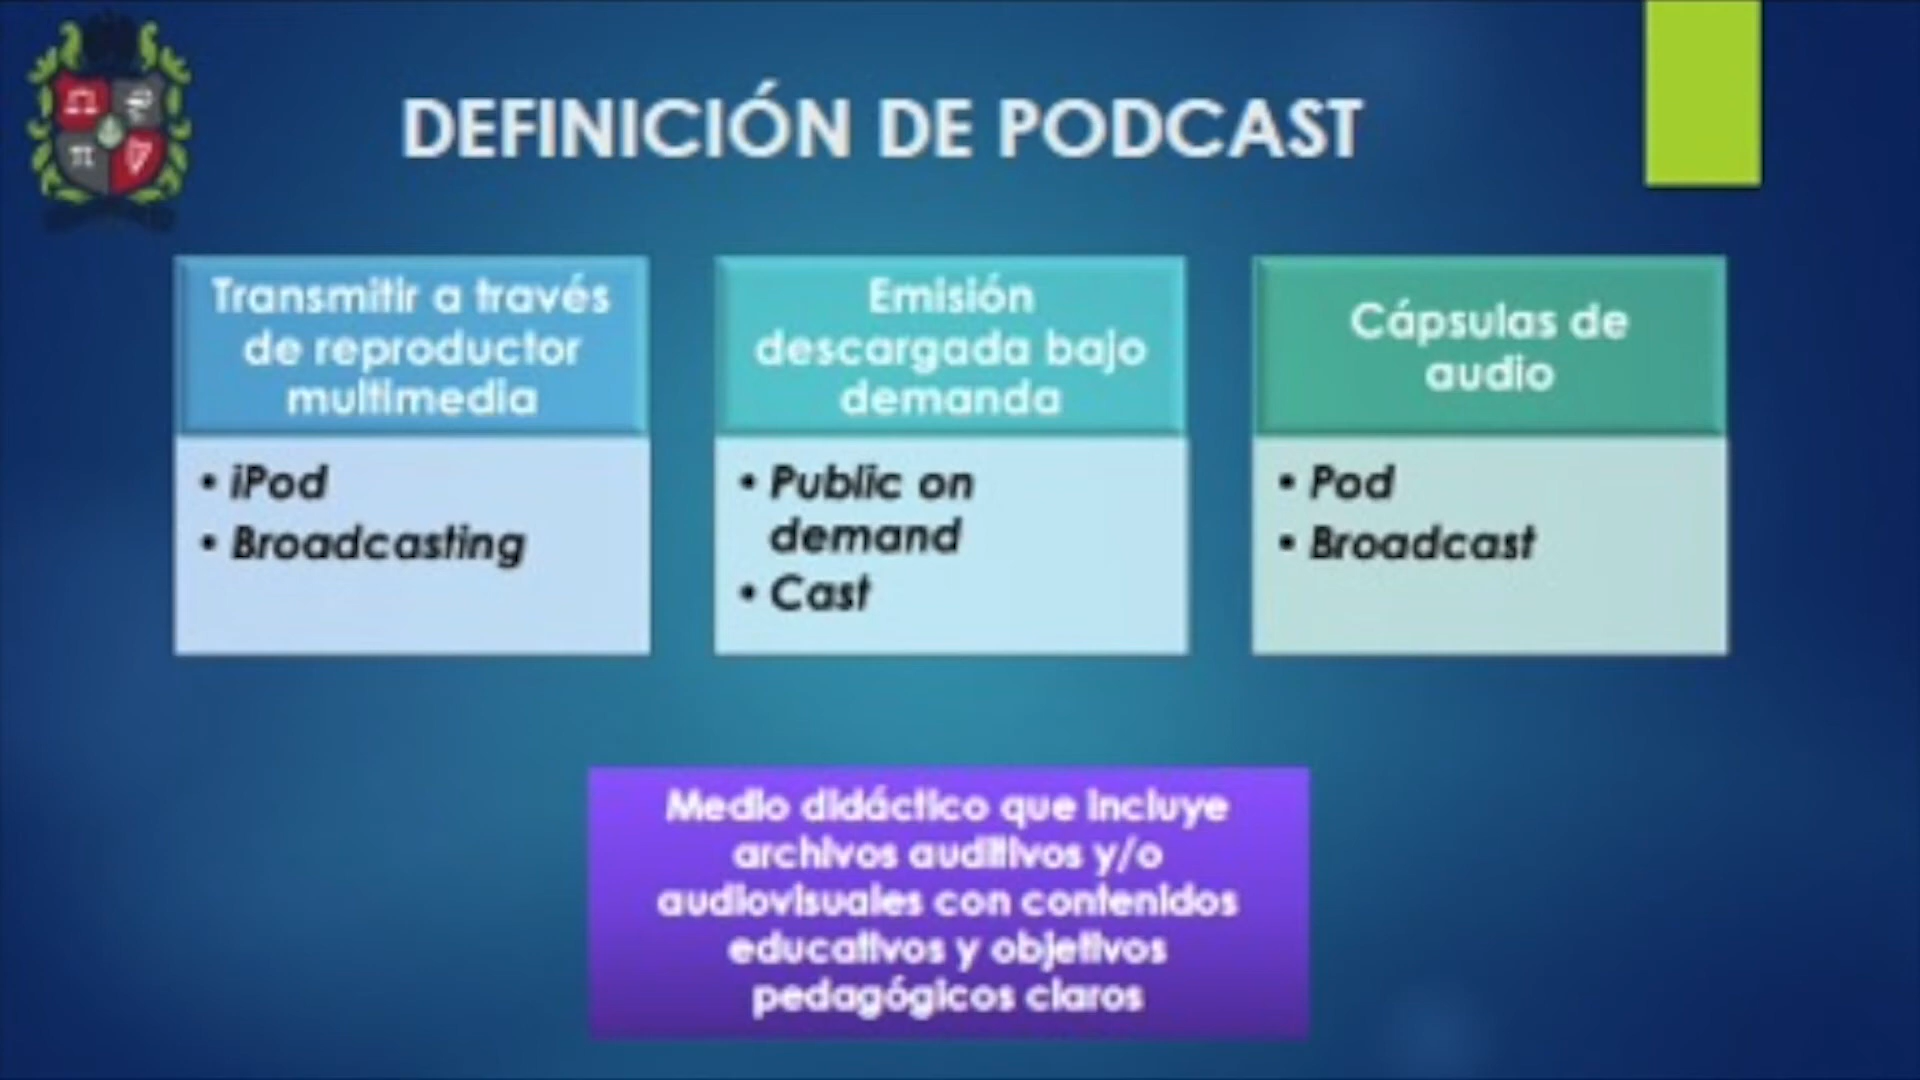 DEFINICIÓN DE PODCAST
Transmitir a través
de reproductor
multimedia
• iPod
• Broadcasting
Emisión
descargada bajo
demanda
• Public on
demand
• Cast
Cápsulas de
audio
• Pod
• Broadcast
Medio didáctico que incluye
archivos auditivos y/o
audiovisuales con contenidos
educativos y objetivos
pedagógicos claros